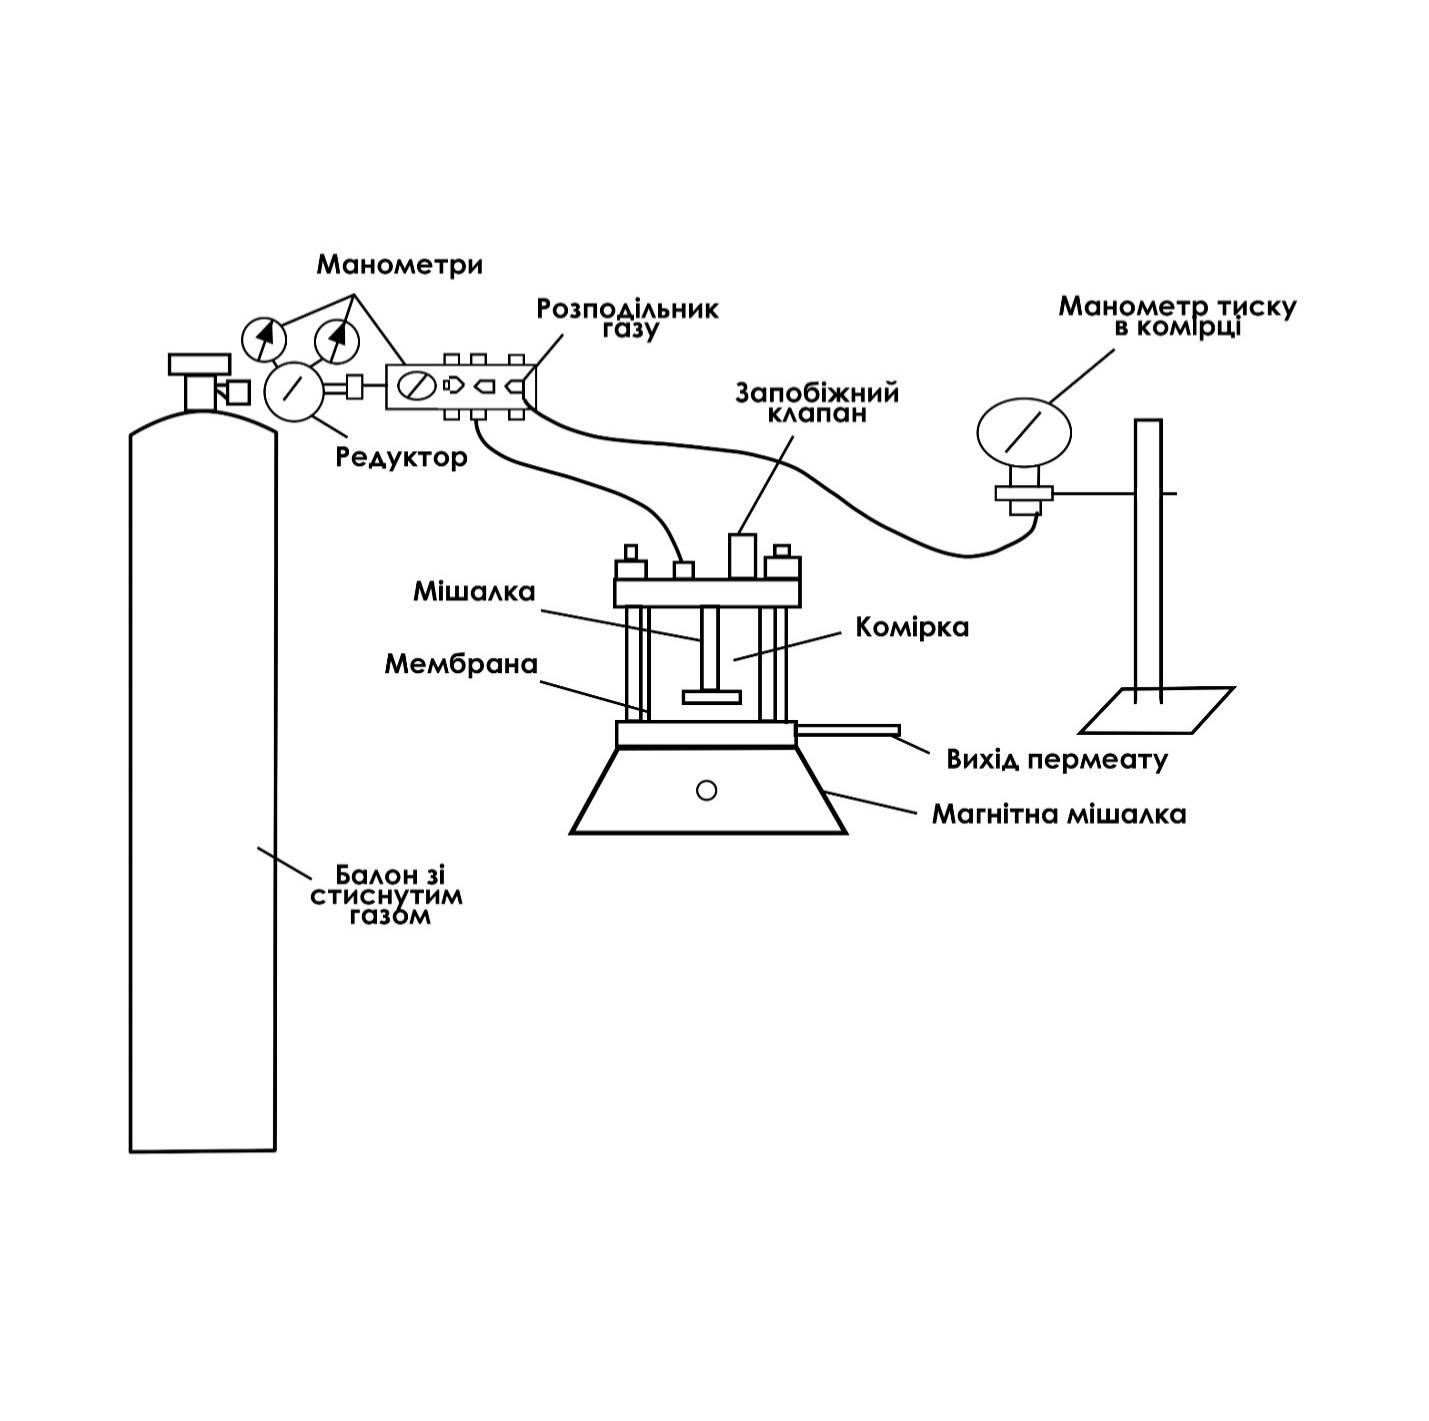 Манометри
Розподільник
газу
Манометр тиску
в комірці
Запобіжний
клапан
Редуктор
Мішалка
Комірка
Мембрана
Вихід пермеату
Магнітна мішалка
Балон зі
стиснутим
газом